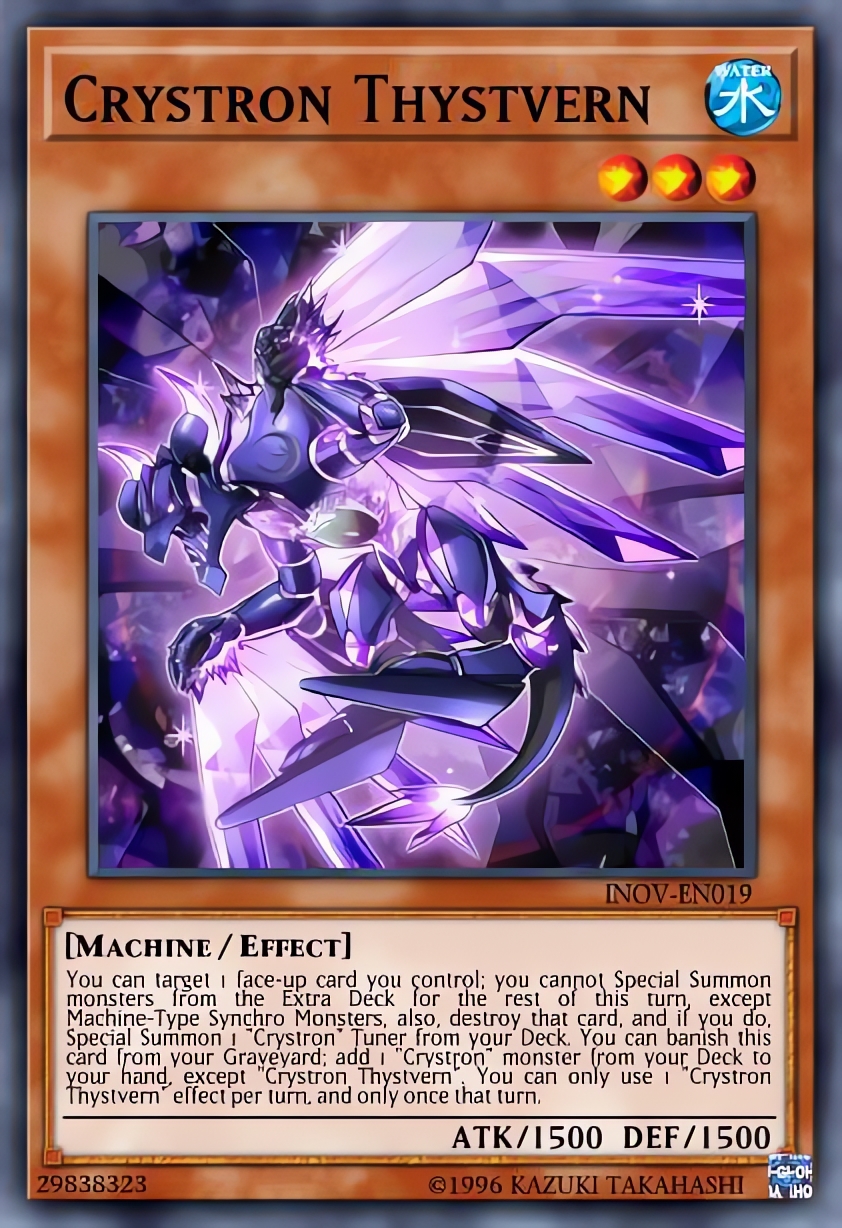 Crystron Thystvern
WATER
水
INOV-EN019
[Machine / Effect]
You can target 1 face-up card you control; you cannot Special Summon
monsters from the Extra Deck for the rest of this turn, except
Machine-Type Synchro Monsters, also, destroy that card, and if you do,
Special Summon 1 "Crystron" Tuner from your Deck. You can banish this
card from your Graveyard; add 1 "Crystron" monster from your Deck to
your hand, except "Crystron Thystvern". You can only use 1 "Crystron
Thystvern" effect per turn, and only once that turn.
ATK/1500 DEF/1500
29838323
©1996 KAZUKI TAKAHASHI